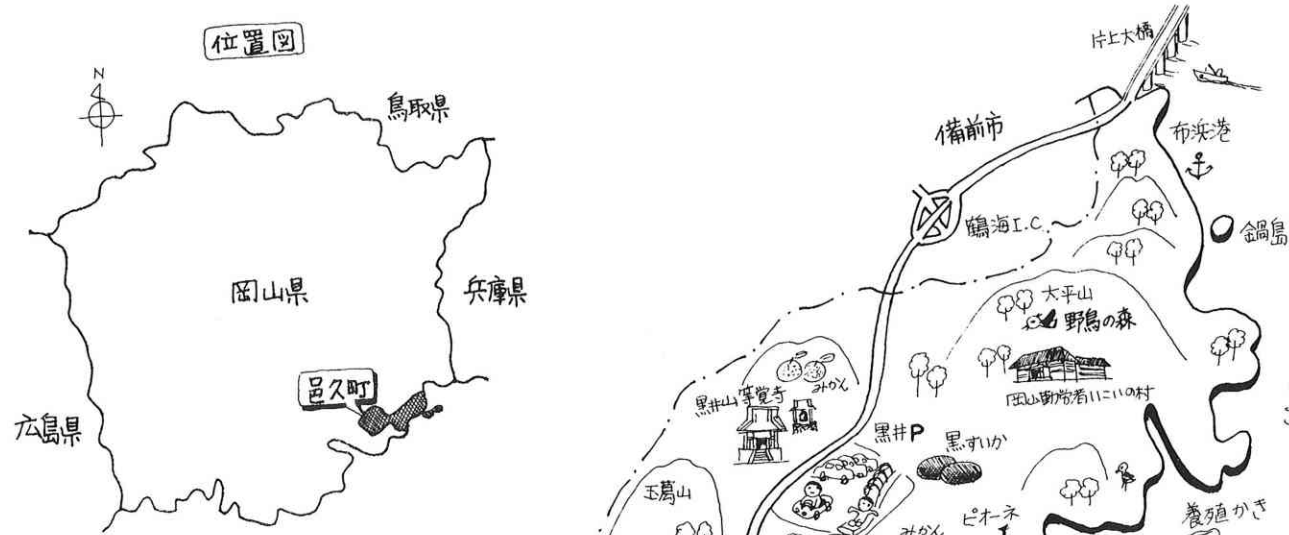 位置図
N
鳥取県
岡山県
兵庫県
邑久町
広島県
片上大橋
備前市
布浜港
鶴海I.C.
鍋島
大平山
野鳥の森
みかん
岡山勤労者いこいの村
黒井山等覚寺
黒井P
黒すいか
玉葛山
みかん
ピオーネ
養殖かき